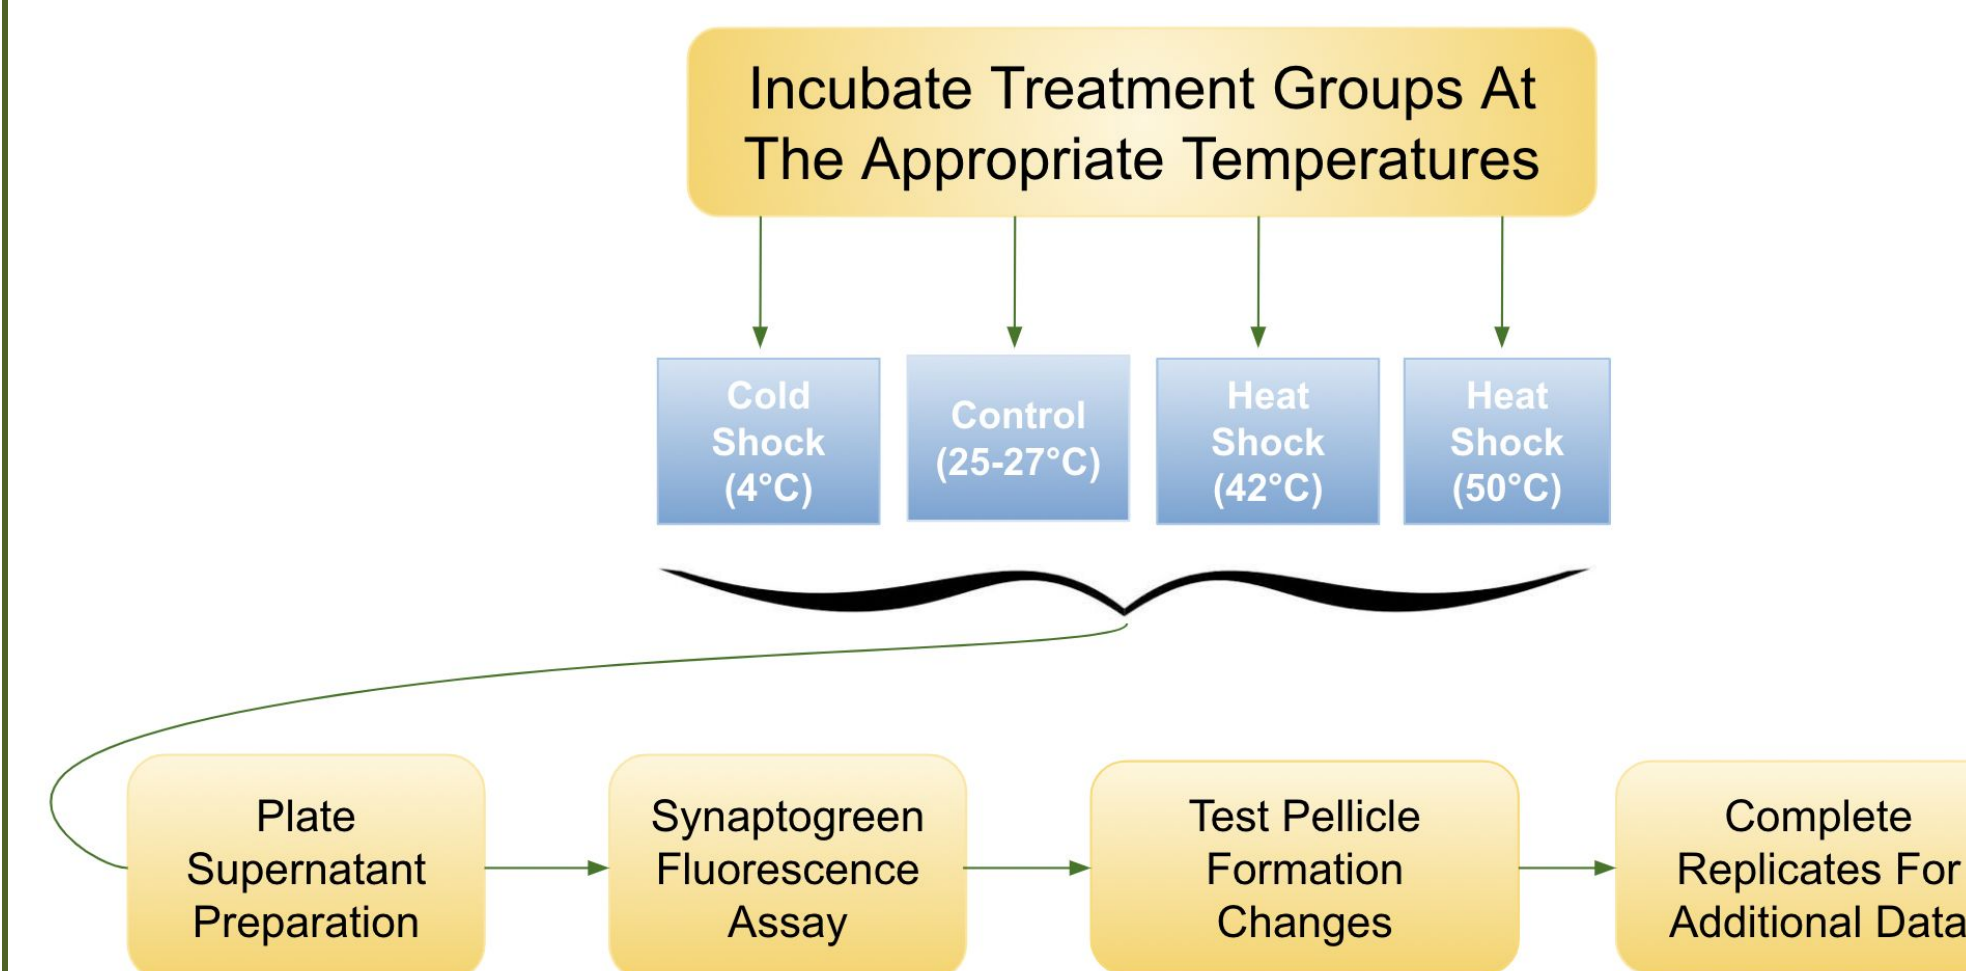 Incubate Treatment Groups At
The Appropriate Temperatures
Cold
Shock
(4°C)
Control
(25-27°C)
Heat
Shock
(42°C)
Heat
Shock
(50°C)
Plate
Supernatant
Preparation
Synaptogreen
Fluorescence
Assay
Test Pellicle
Formation
Changes
Complete
Replicates For
Additional Data